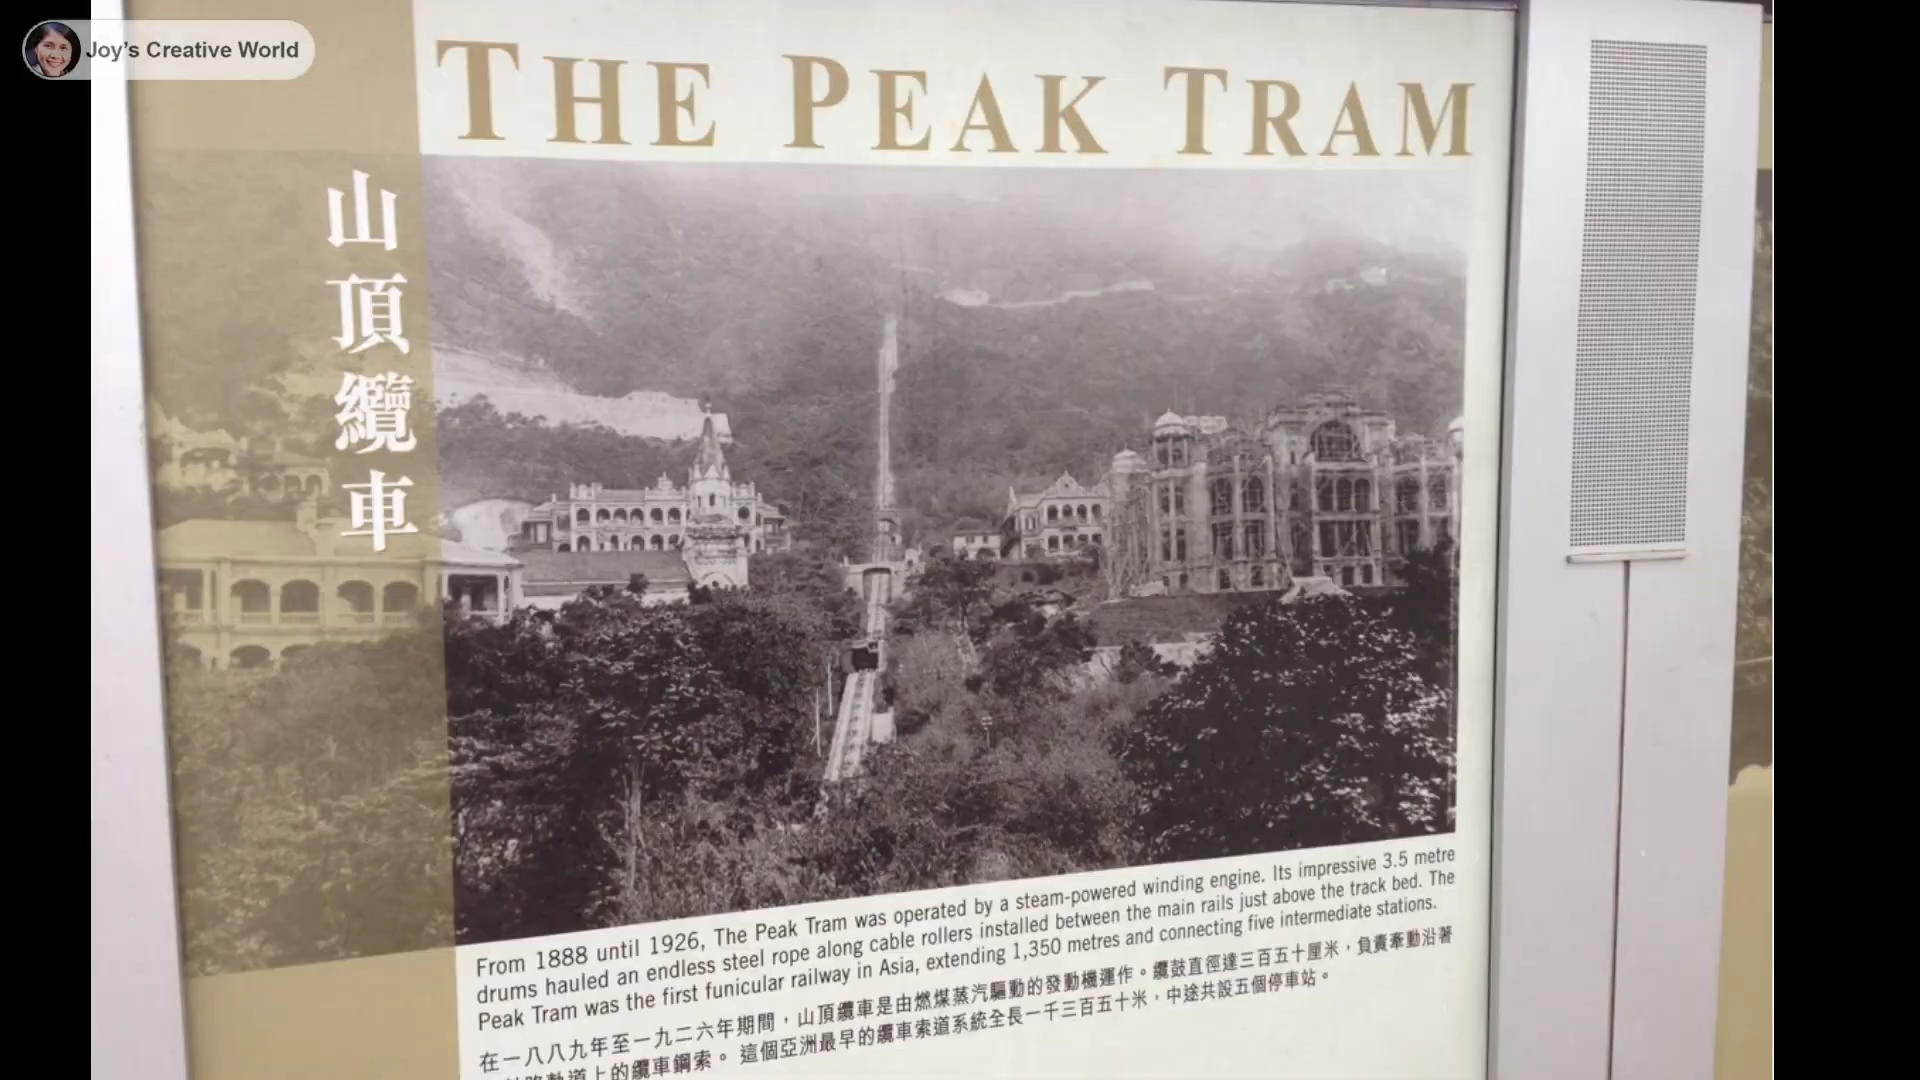 Joy's Creative World
THE PEAK TRAM
山頂纜車
From 1888 until 1926, The Peak Tram was operated by a steam-powered winding engine. Its impressive 3.5 metre
drums hauled an endless steel rope along cable rollers installed between the main rails just above the track bed. The
Peak Tram was the first funicular railway in Asia, extending 1,350 metres and connecting five intermediate stations.
在一八八九年至一九二六年期間，山頂纜車是由燃煤蒸汽驅動的發動機運作。纜鼓直徑達三百五十厘米，負責牽動沿著
軌道上的纜車鋼索。 這個亞洲最早的纜車索道系統全長一千三百五十米，中途共設五個停車站。